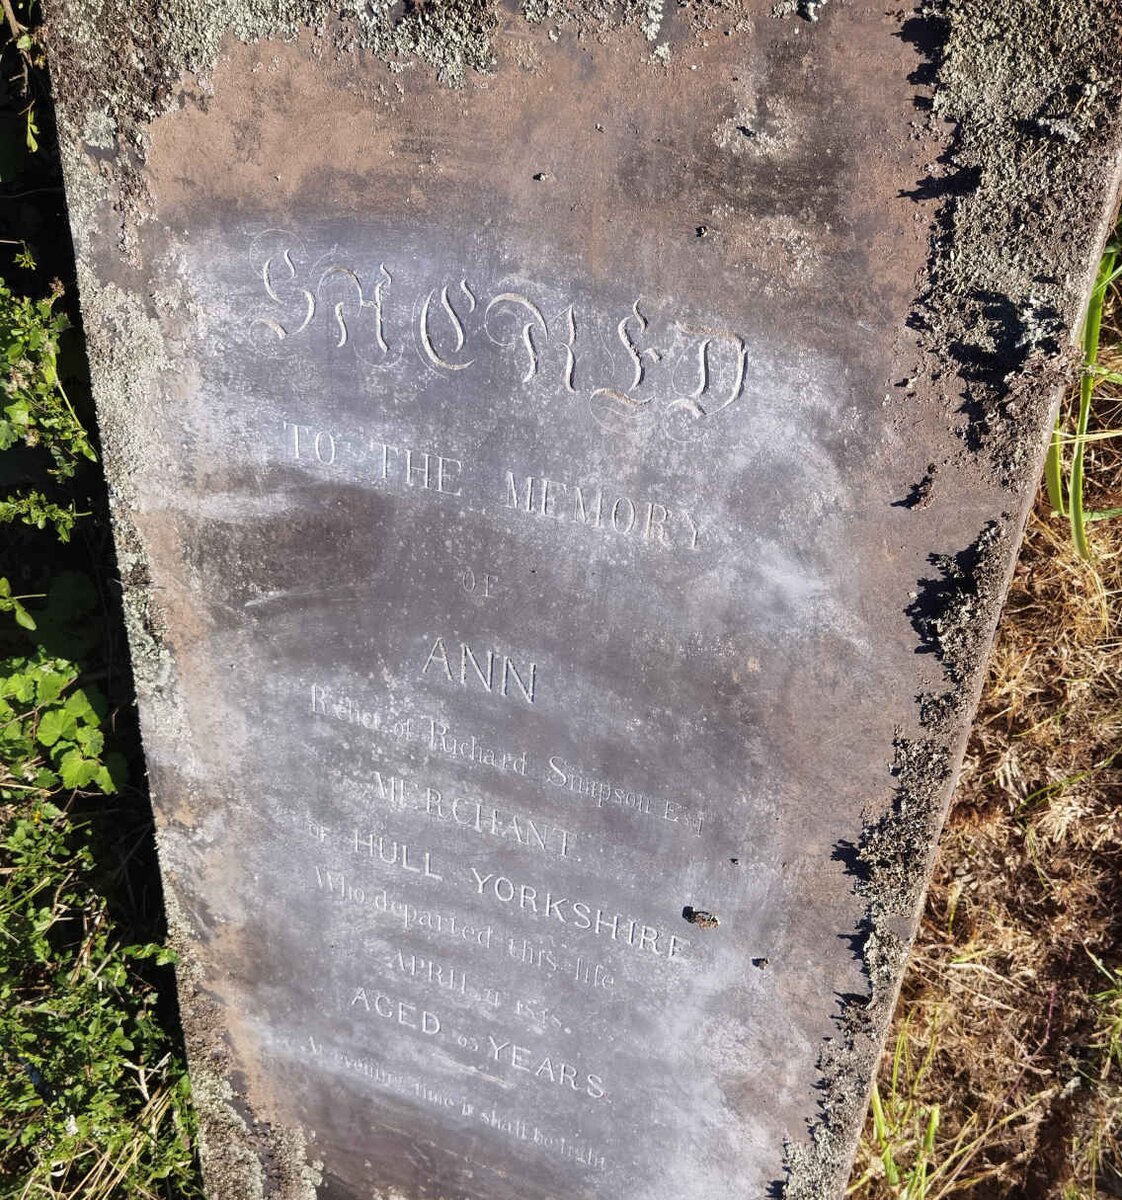 SACRED
TO THE MEMORY
OF
ANN
Relict of Richard Simpson Esq
MERCHANT.
OF HULL YORKSHIRE
Who departed this life
APRIL
AGED YEARS
At evening time it shall be light